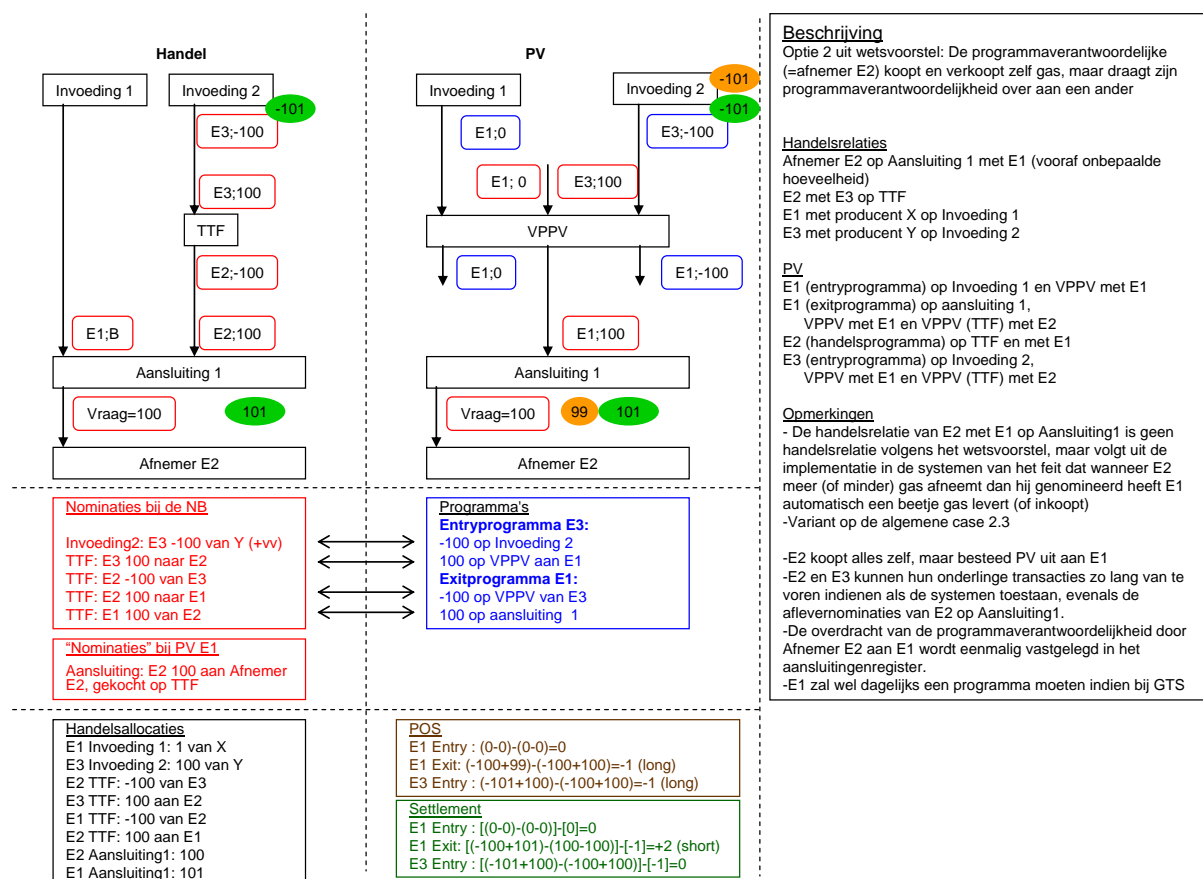 Handel
Invoeding 1
Invoeding 2
-101
E3;-100
E3;100
TTF
E2;-100
E1;B
E2;100
Aansluiting 1
Vraag=100
101
Afnemer E2
PV
Invoeding 1
Invoeding 2
-101
-101
E1;0
E3;-100
E1; 0
E3;100
VPPV
E1;0
E1;-100
E1;100
Aansluiting 1
Vraag=100
99
101
Afnemer E2
Beschrijving
Optie 2 uit wetsvoorstel: De programmaverantwoordelijke
(=afnemer E2) koopt en verkoopt zelf gas, maar draagt zijn
programmaverantwoordelijkheid over aan een ander
Handelsrelaties
Afnemer E2 op Aansluiting 1 met E1 (vooraf onbepaalde
hoeveelheid)
E2 met E3 op TTF
E1 met producent X op Invoeding 1
E3 met producent Y op Invoeding 2
PV
E1 (entryprogramma) op Invoeding 1 en VPPV met E1
E1 (exitprogramma) op aansluiting 1,
VPPV met E1 en VPPV (TTF) met E2
E2 (handelsprogramma) op TTF en met E1
E3 (entryprogramma) op Invoeding 2,
VPPV met E1 en VPPV (TTF) met E2
Opmerkingen
- De handelsrelatie van E2 met E1 op Aansluiting1 is geen
handelsrelatie volgens het wetsvoorstel, maar volgt uit de
implementatie in de systemen van het feit dat wanneer E2
meer (of minder) gas afneemt dan hij genomineerd heeft E1
automatisch een beetje gas levert (of inkoopt)
-Variant op de algemene case 2.3
-E2 koopt alles zelf, maar besteed PV uit aan E1
-E2 en E3 kunnen hun onderlinge transacties zo lang van te
voren indienen als de systemen toestaan, evenals de
aflevernominaties van E2 op Aansluiting1.
-De overdracht van de programmaverantwoordelijkheid door
Afnemer E2 aan E1 wordt eenmalig vastgelegd in het
aansluitingenregister.
-E1 zal wel dagelijks een programma moeten indien bij GTS
Nominaties bij de NB
Invoeding2: E3 -100 van Y (+vv)
TTF: E3 100 naar E2
TTF: E2 -100 van E3
TTF: E2 100 naar E1
TTF: E1 100 van E2
"Nominaties" bij PV E1
Aansluiting: E2 100 aan Afnemer
E2, gekocht op TTF
Programma's
Entryprogramma E3:
-100 op Invoeding 2
100 op VPPV aan E1
Exitprogramma E1:
-100 op VPPV van E3
100 op aansluiting 1
Handelsallocaties
E1 Invoeding 1: 1 van X
E3 Invoeding 2: 100 van Y
E2 TTF: -100 van E3
E3 TTF: 100 aan E2
E1 TTF: -100 van E2
E2 TTF: 100 aan E1
E2 Aansluiting1: 100
E1 Aansluiting1: 101
POS
E1 Entry : (0-0)-(0-0)=0
E1 Exit: (-100+99)-(-100+100)=-1 (long)
E3 Entry : (-101+100)-(-100+100)=-1 (long)
Settlement
E1 Entry : [(0-0)-(0-0)]-[0]=0
E1 Exit: [(-100+101)-(100-100)]-[-1]=+2 (short)
E3 Entry : [(-101+100)-(-100+100)]-[-1]=0